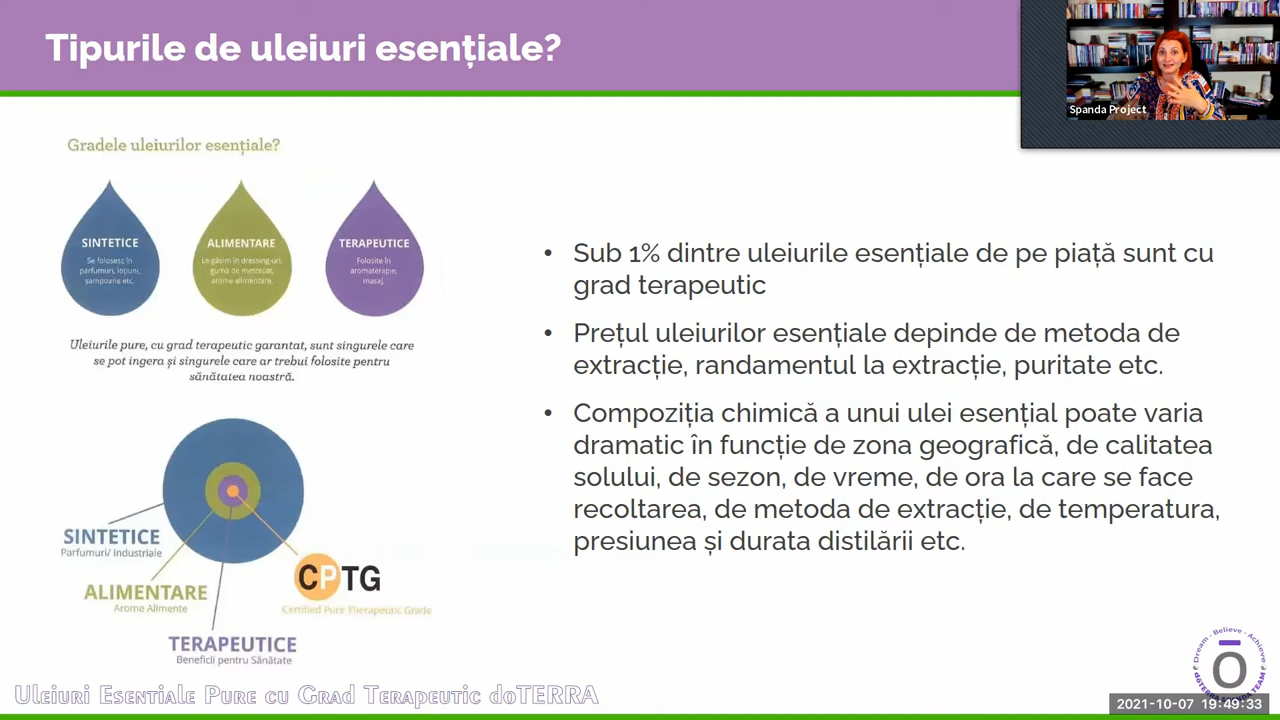 Tipurile de uleiuri esențiale?
Spanda Project
Gradele uleiurilor esențiale?
SINTETICE
Se folosesc în
parfumuri, loțiuni,
șampoane etc.
ALIMENTARE
Le găsim în dressing-uri,
gumă de mestecat,
arome alimentare.
TERAPEUTICE
Folosite în
aromaterapie,
masaj.
Uleiurile pure, cu grad terapeutic garantat, sunt singurele care
se pot ingera și singurele care ar trebui folosite pentru
sănătatea noastră.
SINTETICE
Parfumuri/ Industriale
ALIMENTARE
Arome Alimente
TERAPEUTICE
Beneficii pentru Sănătate
CPTG
Certified Pure Therapeutic Grade
• Sub 1% dintre uleiurile esențiale de pe piață sunt cu
grad terapeutic
• Prețul uleiurilor esențiale depinde de metoda de
extracție, randamentul la extracție, puritate etc.
• Compoziția chimică a unui ulei esențial poate varia
dramatic în funcție de zona geografică, de calitatea
solului, de sezon, de vreme, de ora la care se face
recoltarea, de metoda de extracție, de temperatura,
presiunea și durata distilării etc.
Uleiuri Esentiale Pure cu Grad Terapeutic doTERRA
Dream - Believe - Achieve
2021-10-07 19:49:33